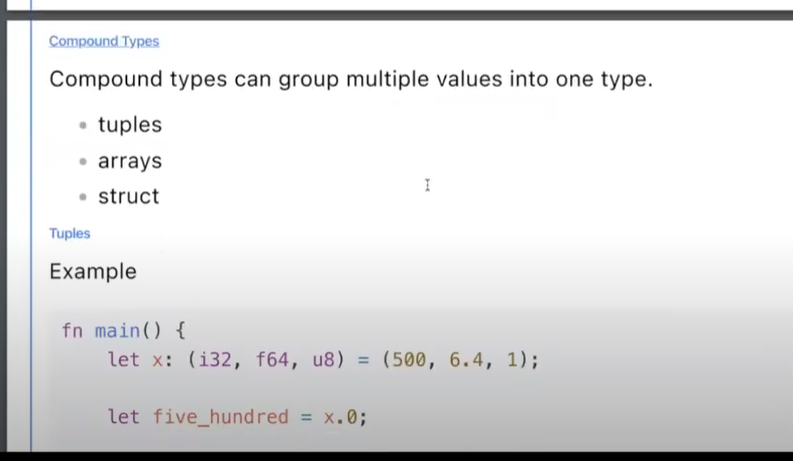 Compound Types
Compound types can group multiple values into one type.
tuples
arrays
struct
Tuples
Example
fn main() {
let x: (i32, f64, u8) = (500, 6.4, 1);
let five_hundred = x.0;